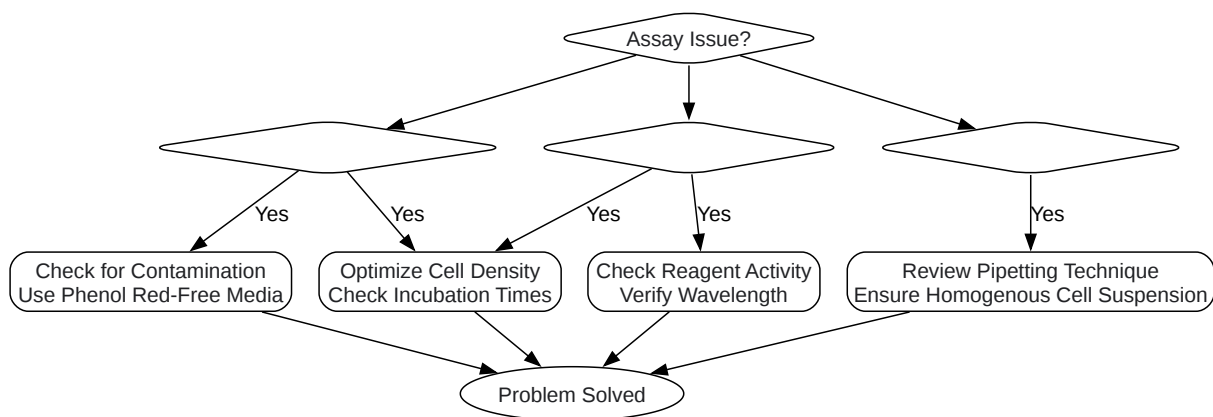 Assay Issue?
Yes
Yes
Yes
Yes
Yes
Check for Contamination
Use Phenol Red-Free Media
Optimize Cell Density
Check Incubation Times
Check Reagent Activity
Verify Wavelength
Review Pipetting Technique
Ensure Homogenous Cell Suspension
Problem Solved